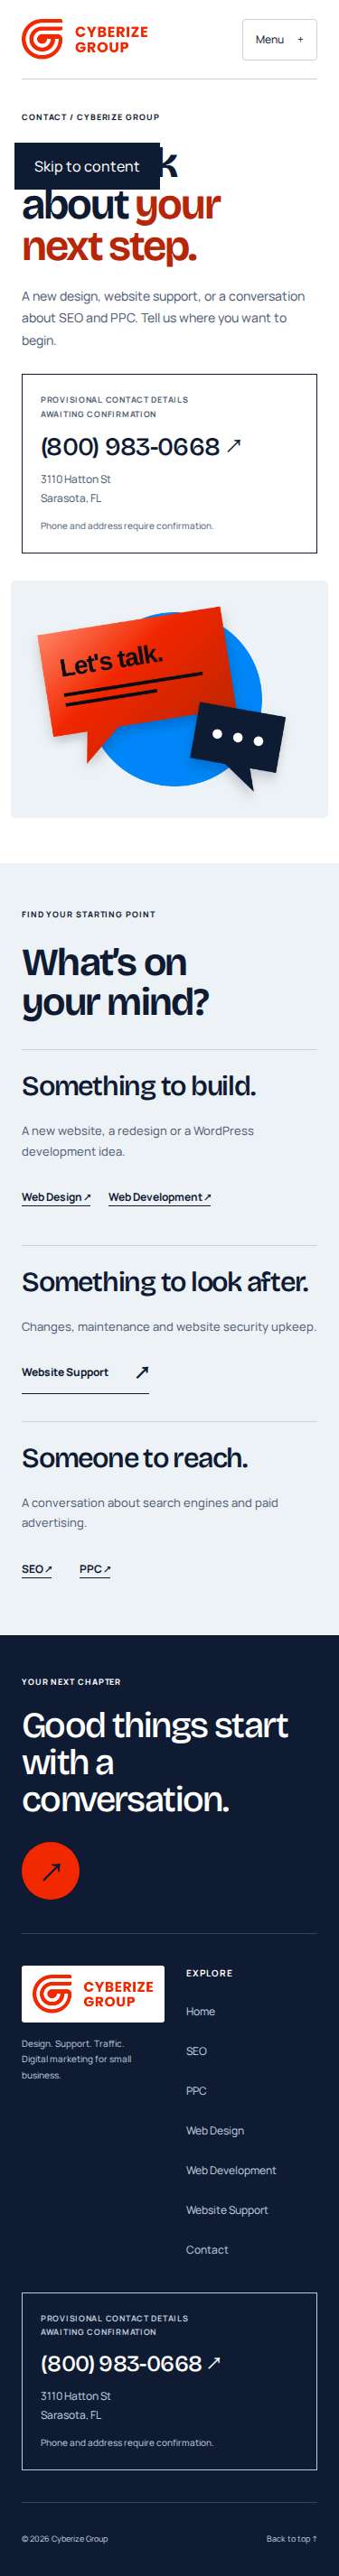 CYBERIZE
GROUP
Menu +
CONTACT / CYBERIZE GROUP
Skip to content
k
about your
next step.
A new design, website support, or a conversation
about SEO and PPC. Tell us where you want to
begin.
PROVISIONAL CONTACT DETAILS
AWAITING CONFIRMATION
(800) 983-0668 ↗
3110 Hatton St
Sarasota, FL
Phone and address require confirmation.
Let's talk.
FIND YOUR STARTING POINT
What's on
your mind?
Something to build.
A new website, a redesign or a WordPress
development idea.
Web Design ↗ Web Development ↗
Something to look after.
Changes, maintenance and website security upkeep.
Website Support ↗
Someone to reach.
A conversation about search engines and paid
advertising.
SEO ↗ PPC ↗
YOUR NEXT CHAPTER
Good things start
with a
conversation.
↗
CYBERIZE
GROUP
Design. Support. Traffic.
Digital marketing for small
business.
EXPLORE
Home
SEO
PPC
Web Design
Web Development
Website Support
Contact
PROVISIONAL CONTACT DETAILS
AWAITING CONFIRMATION
(800) 983-0668 ↗
3110 Hatton St
Sarasota, FL
Phone and address require confirmation.
© 2026 Cyberize Group
Back to top ↑